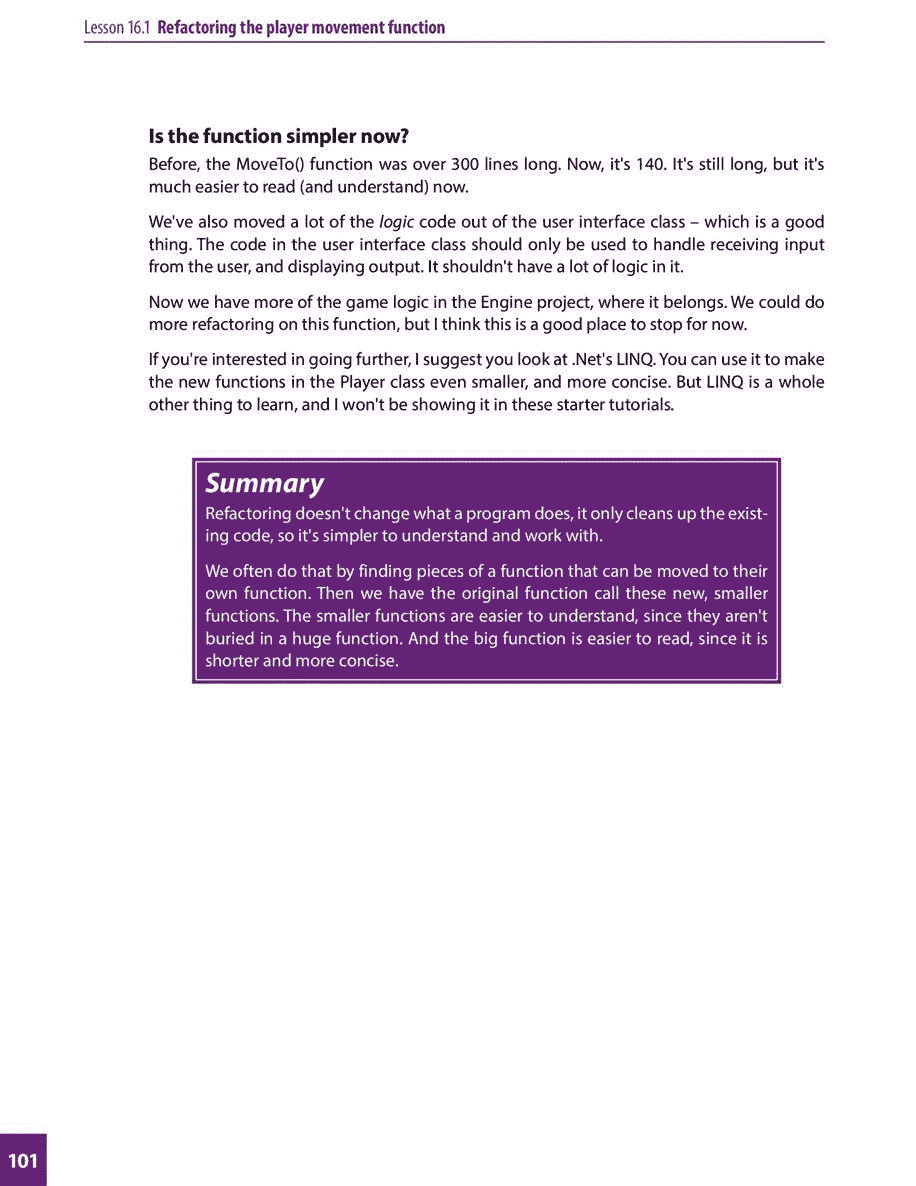 Lesson 16.1 Refactoring the player movement function
Is the function simpler now?
Before, the MoveTo() function was over 300 lines long. Now, it's 140. It's still long, but it's
much easier to read (and understand) now.
We've also moved a lot of the logic code out of the user interface class – which is a good
thing. The code in the user interface class should only be used to handle receiving input
from the user, and displaying output. It shouldn't have a lot of logic in it.
Now we have more of the game logic in the Engine project, where it belongs. We could do
more refactoring on this function, but I think this is a good place to stop for now.
If you're interested in going further, I suggest you look at .Net's LINQ. You can use it to make
the new functions in the Player class even smaller, and more concise. But LINQ is a whole
other thing to learn, and I won't be showing it in these starter tutorials.
Summary
Refactoring doesn't change what a program does, it only cleans up the exist-
ing code, so it's simpler to understand and work with.
We often do that by finding pieces of a function that can be moved to their
own function. Then we have the original function call these new, smaller
functions. The smaller functions are easier to understand, since they aren't
buried in a huge function. And the big function is easier to read, since it is
shorter and more concise.
101